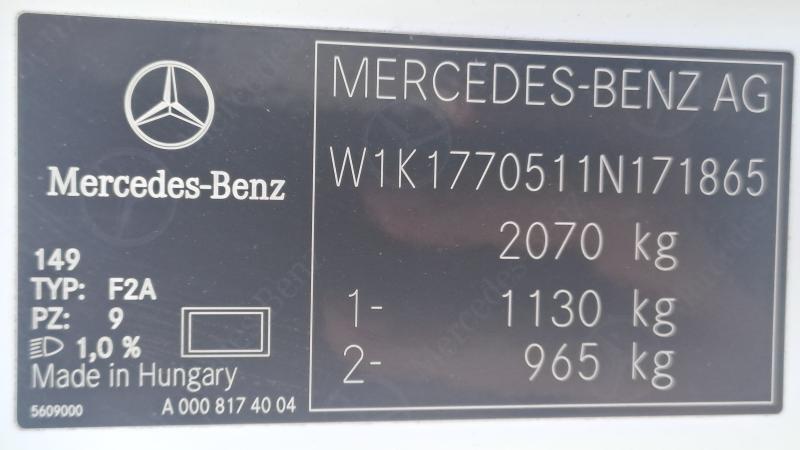 Mercedes-Benz
149
TYP: F2A
PZ: 9
1,0 %
Made in Hungary
5609000 A 000 817 40 04
MERCEDES-BENZ AG
W1K1770511N171865
2070 kg
1- 1130 kg
2- 965 kg